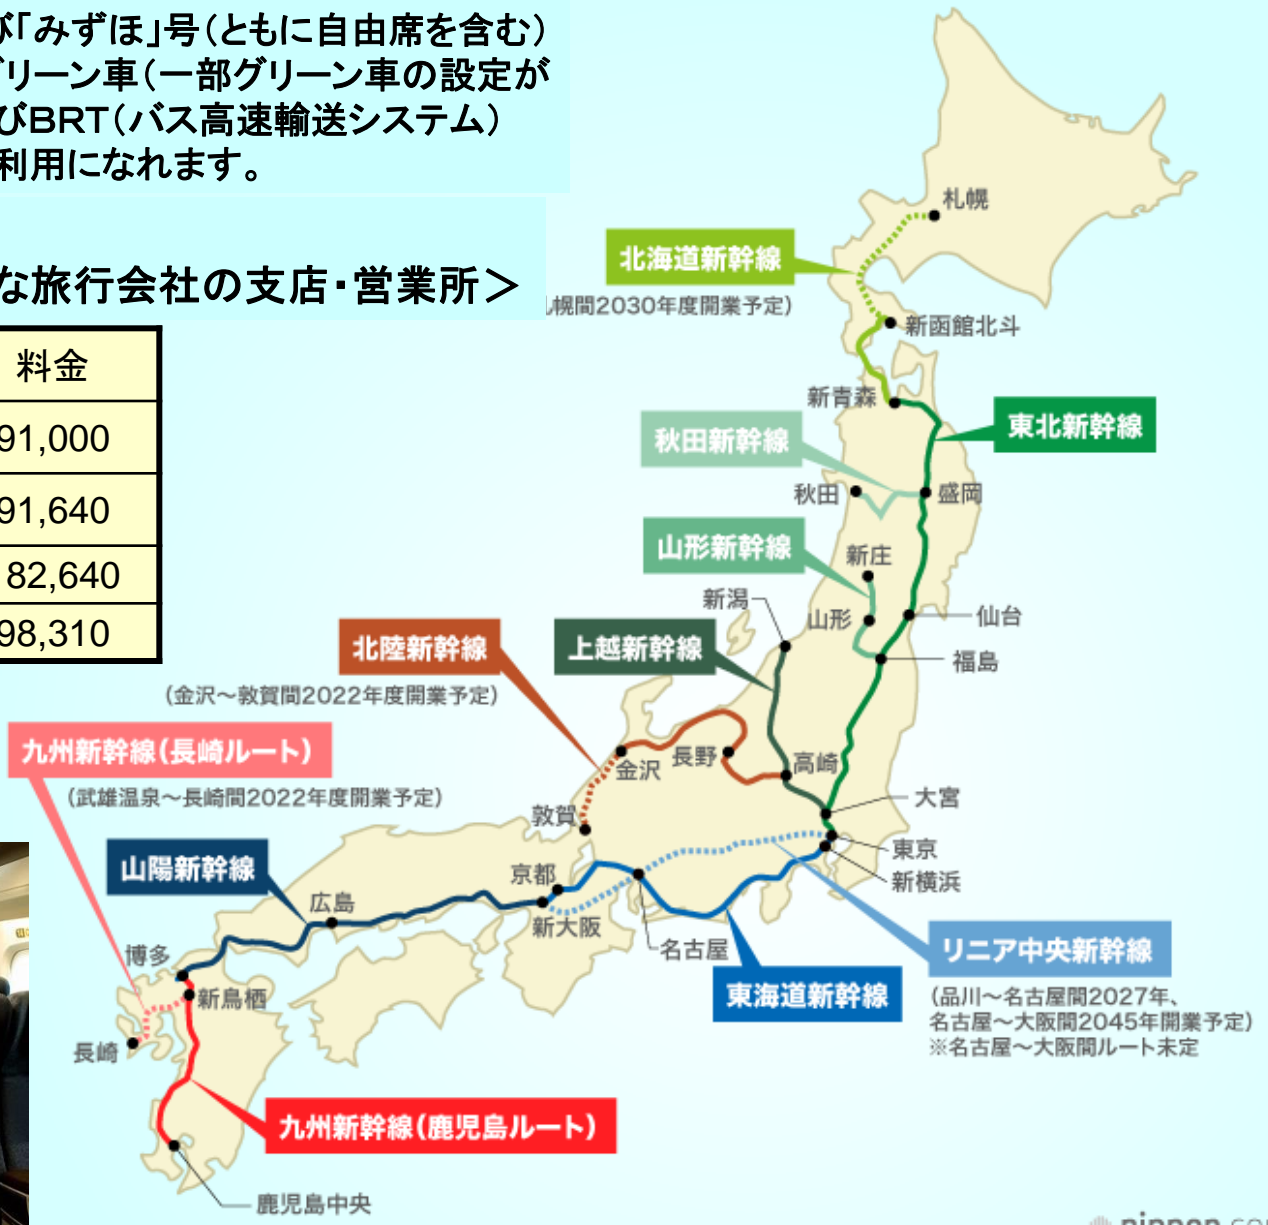 び「みずほ」号（ともに自由席を含む）
グリーン車（一部グリーン車の設定が
びBRT（バス高速輸送システム）
利用になれます。
な旅行会社の支店・営業所＞
料金
91,000
91,640
82,640
98,310
札幌
北海道新幹線
幌間2030年度開業予定）
新函館北斗
新青森
東北新幹線
秋田新幹線
秋田
盛岡
山形新幹線
新庄
新潟
山形
仙台
北陸新幹線
上越新幹線
福島
（金沢～敦賀間2022年度開業予定）
九州新幹線（長崎ルート）
金沢
長野
高崎
（武雄温泉～長崎間2022年度開業予定）
大宮
敦賀
東京
山陽新幹線
京都
新横浜
広島
新大阪
名古屋
リニア中央新幹線
博多
東海道新幹線
新鳥栖
（品川～名古屋間2027年、
名古屋～大阪間2045年開業予定）
※名古屋～大阪間ルート未定
長崎
九州新幹線（鹿児島ルート）
鹿児島中央
nippon.com